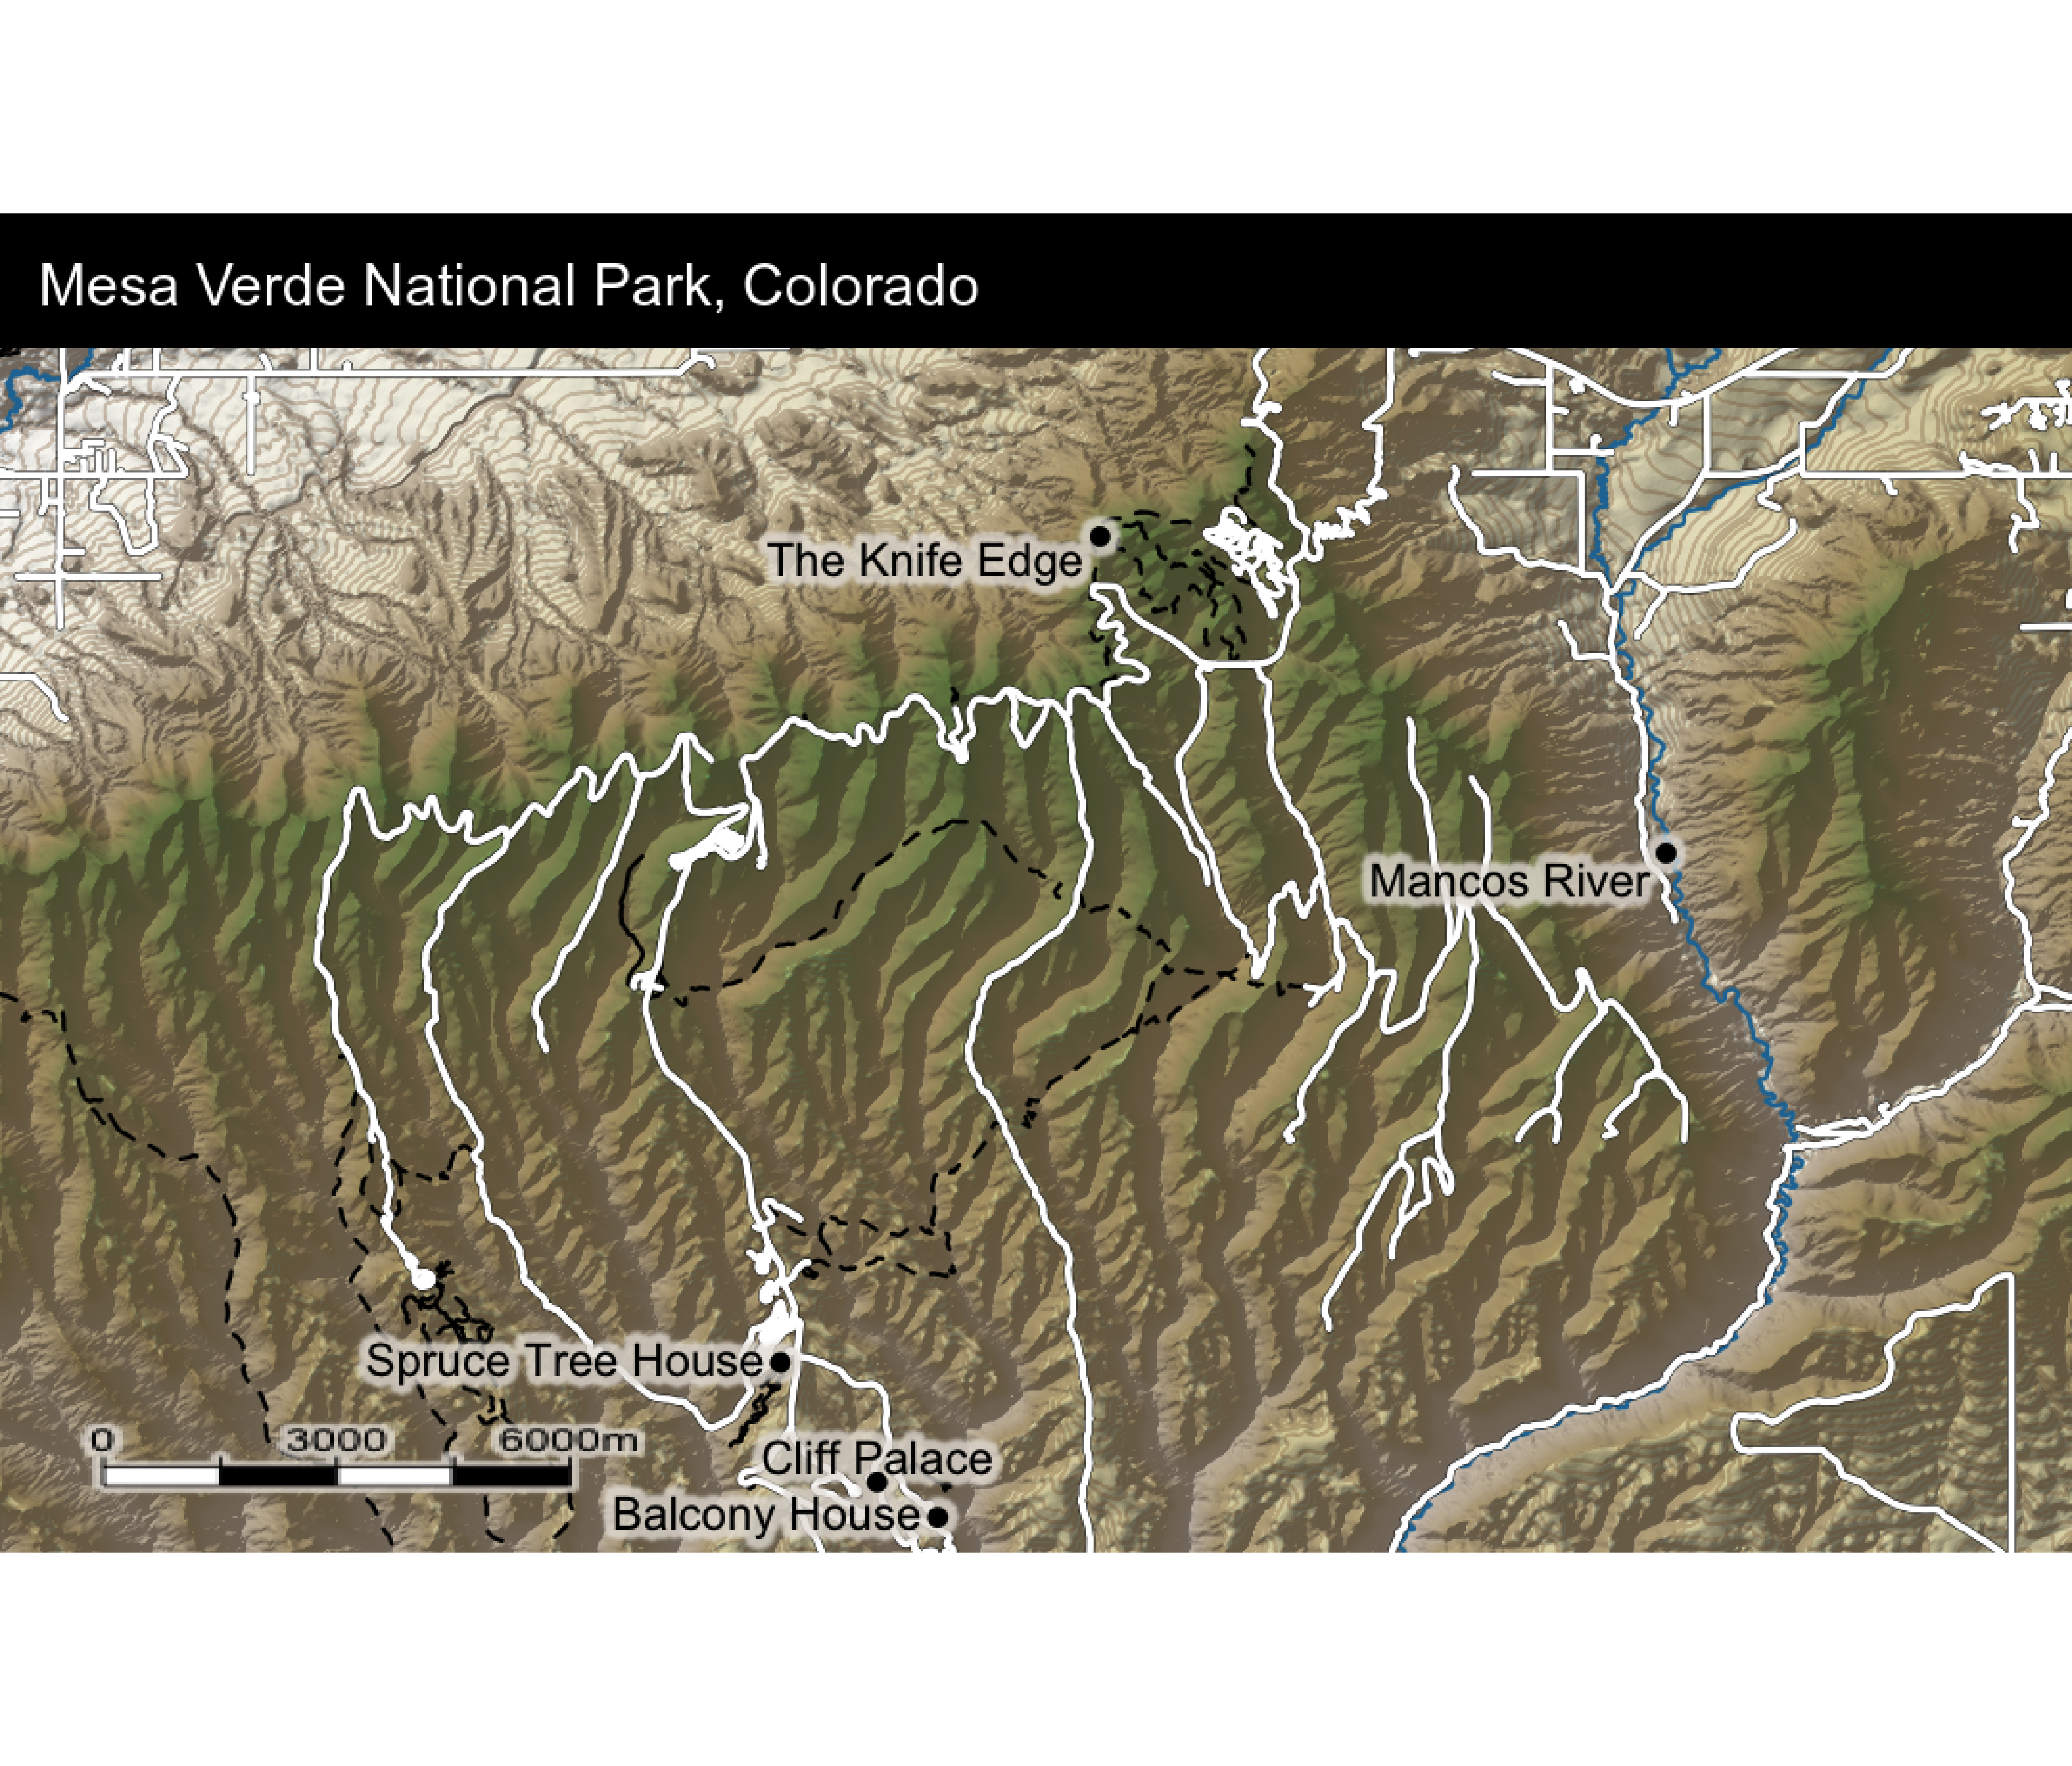 Mesa Verde National Park, Colorado
The Knife Edge
Mancos River
Spruce Tree House
0 3000 6000m
Cliff Palace
Balcony House